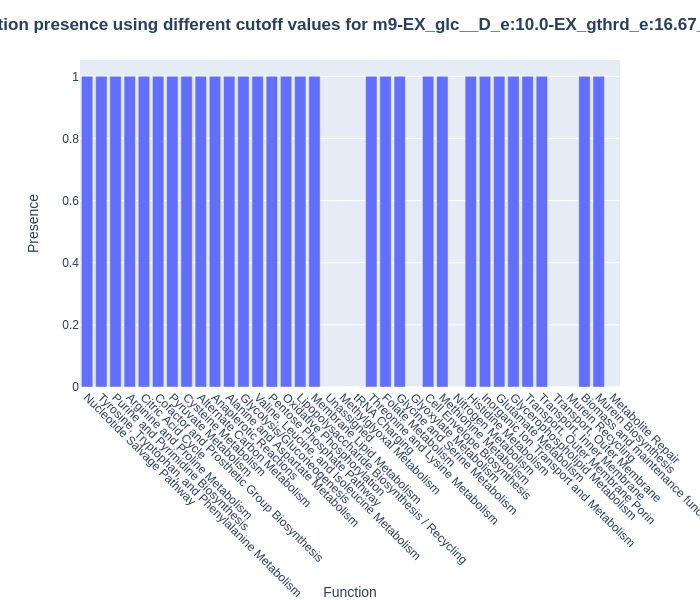 tion presence using different cutoff values for m9-EX_glc__D_e:10.0-EX_gthrd_e:16.67_
Presence
1
0.8
0.6
0.4
0.2
0
Nucleotide Salvage Pathway
Tyrosine, Tryptophan, and Phenylalanine Metabolism
Purine and Pyrimidine Biosynthesis
Arginine and Proline Metabolism
Citric Acid Cycle
Cofactor and Prosthetic Group Biosynthesis
Pyruvate Metabolism
Cysteine Metabolism
Alternate Carbon Metabolism
Anaplerotic Reactions
Alanine and Aspartate Metabolism
Glycolysis/Gluconeogenesis
Valine, Leucine, and Isoleucine Metabolism
Pentose Phosphate Pathway
Oxidative Phosphorylation
Lipopolysaccharide Biosynthesis / Recycling
Membrane Lipid Metabolism
Unassigned
Methylglyoxal Metabolism
tRNA Charging
Threonine and Lysine Metabolism
Folate Metabolism
Glycine and Serine Metabolism
Glyoxylate Metabolism
Cell Envelope Biosynthesis
Methionine Metabolism
Nitrogen Metabolism
Histidine Metabolism
Inorganic Ion Transport and Metabolism
Glutamate Metabolism
Glycerophospholipid Metabolism
Transport, Outer Membrane Porin
Transport, Inner Membrane
Transport, Outer Membrane
Murein Recycling
Biomass and maintenance func
Murein Biosynthesis
Metabolite Repair
Function